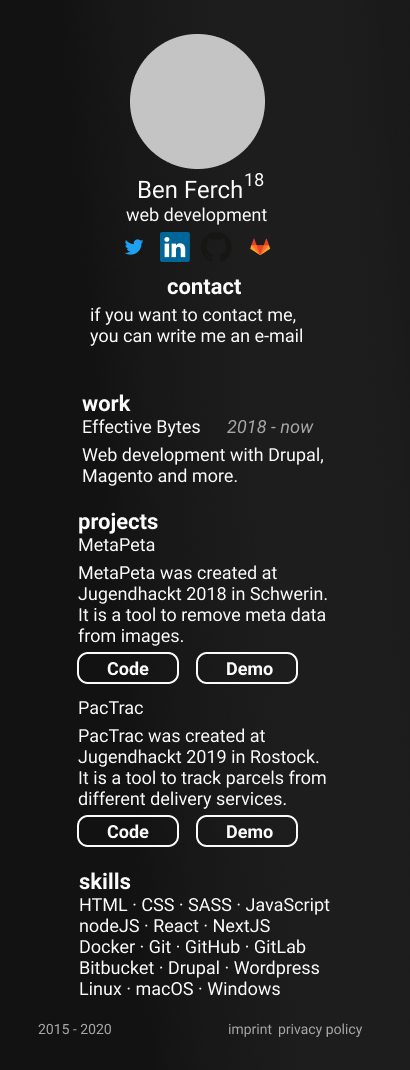 Ben Ferch18
web development
in
contact
if you want to contact me,
you can write me an e-mail
work
Effective Bytes 2018 - now
Web development with Drupal,
Magento and more.
projects
MetaPeta
MetaPeta was created at
Jugendhackt 2018 in Schwerin.
It is a tool to remove meta data
from images.
Code Demo
PacTrac
PacTrac was created at
Jugendhackt 2019 in Rostock.
It is a tool to track parcels from
different delivery services.
Code Demo
skills
HTML · CSS · SASS · JavaScript
nodeJS · React · NextJS
Docker · Git · GitHub · GitLab
Bitbucket · Drupal · Wordpress
Linux · macOS · Windows
2015 - 2020 imprint privacy policy